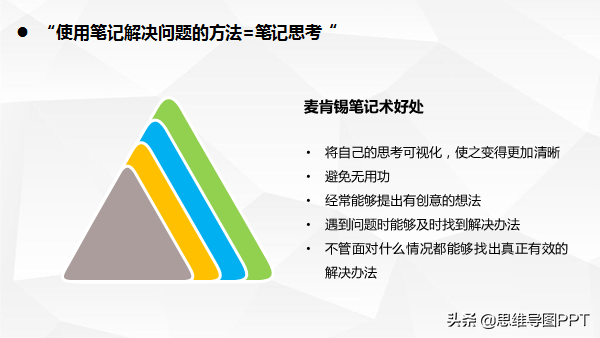 ● “使用笔记解决问题的方法=笔记思考“
麦肯锡笔记术好处
• 将自己的思考可视化，使之变得更加清晰
• 避免无用功
• 经常能够提出有创意的想法
• 遇到问题时能够及时找到解决办法
• 不管面对什么情况都能够找出真正有效的
解决办法
头条 @思维导图PPT